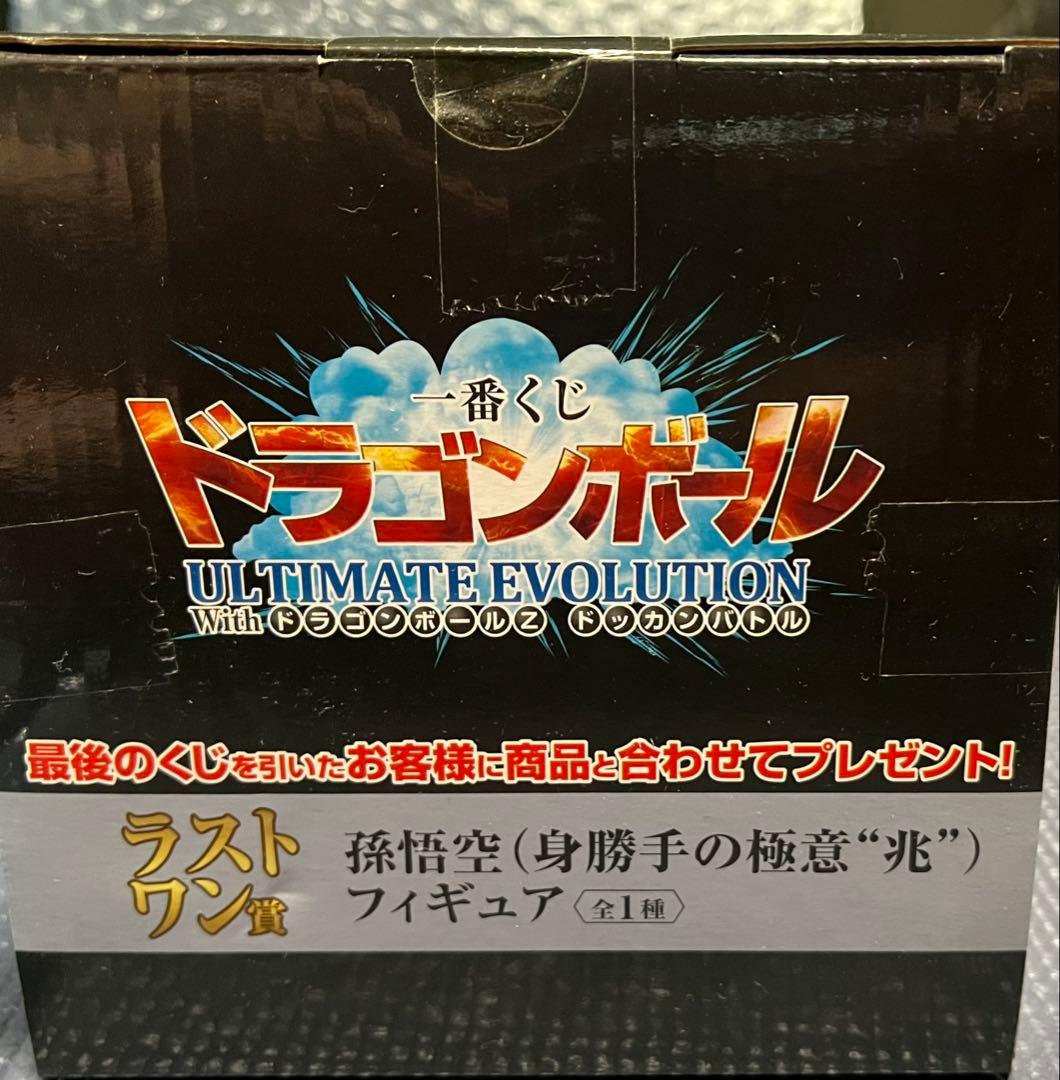 一番くじ
ドラゴンボール
ULTIMATE EVOLUTION
With ドラゴンボールZ ドッカンバトル
最後のくじを引いたお客様に商品と合わせてプレゼント!
ラストワン賞
孫悟空(身勝手の極意“兆”)
フィギュア〈全1種〉